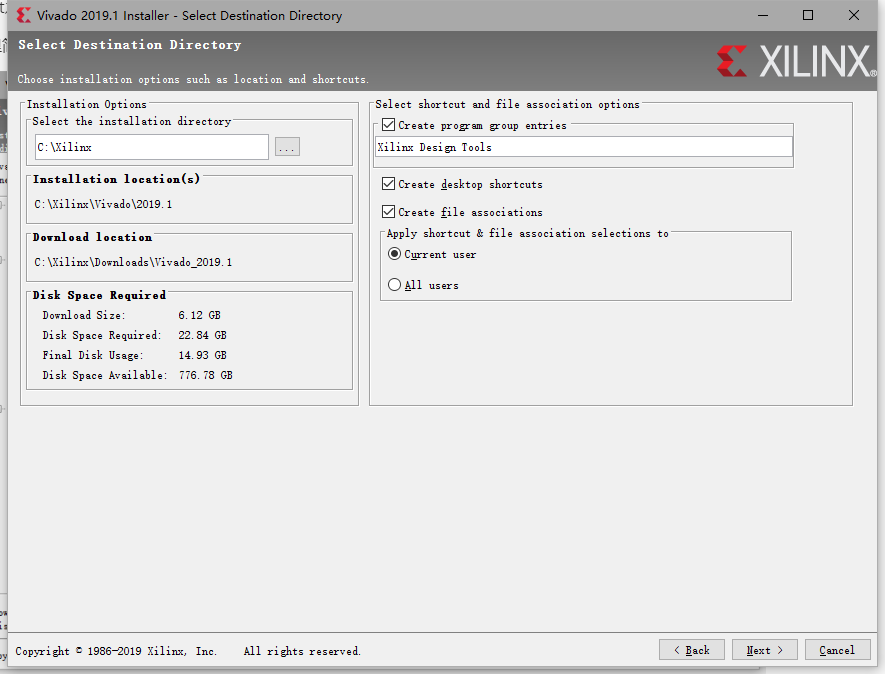 Vivado 2019.1 Installer - Select Destination Directory
Select Destination Directory
XILINX®
Choose installation options such as location and shortcuts.
Installation Options
Select the installation directory
C:\Xilinx
...
Installation location(s)
C:\Xilinx\Vivado\2019.1
Download location
C:\Xilinx\Downloads\Vivado_2019.1
Disk Space Required
Download Size: 6.12 GB
Disk Space Required: 22.84 GB
Final Disk Usage: 14.93 GB
Disk Space Available: 776.78 GB
Select shortcut and file association options
Create program group entries
Xilinx Design Tools
Create desktop shortcuts
Create file associations
Apply shortcut & file association selections to
Current user
All users
Copyright © 1986-2019 Xilinx, Inc. All rights reserved.
< Back
Next >
Cancel